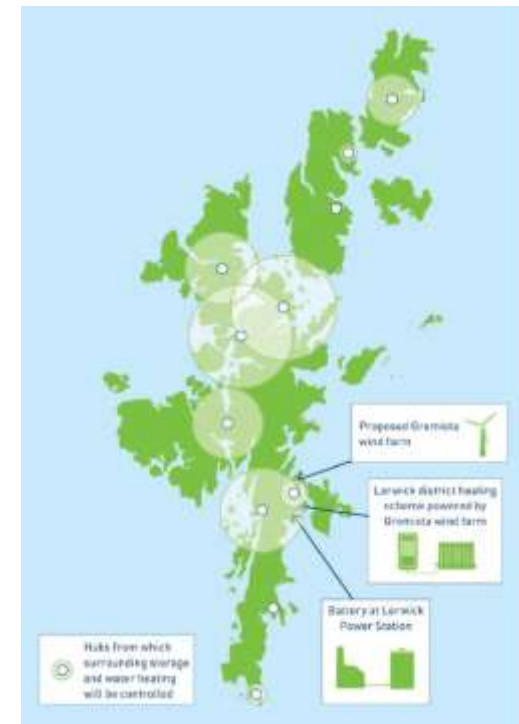 Proposed Gremista
wind farm
Lerwick district heating
scheme powered by
Gremista wind farm
Battery at Lerwick
Power Station
Hubs from which
surrounding storage
and water heating
will be controlled